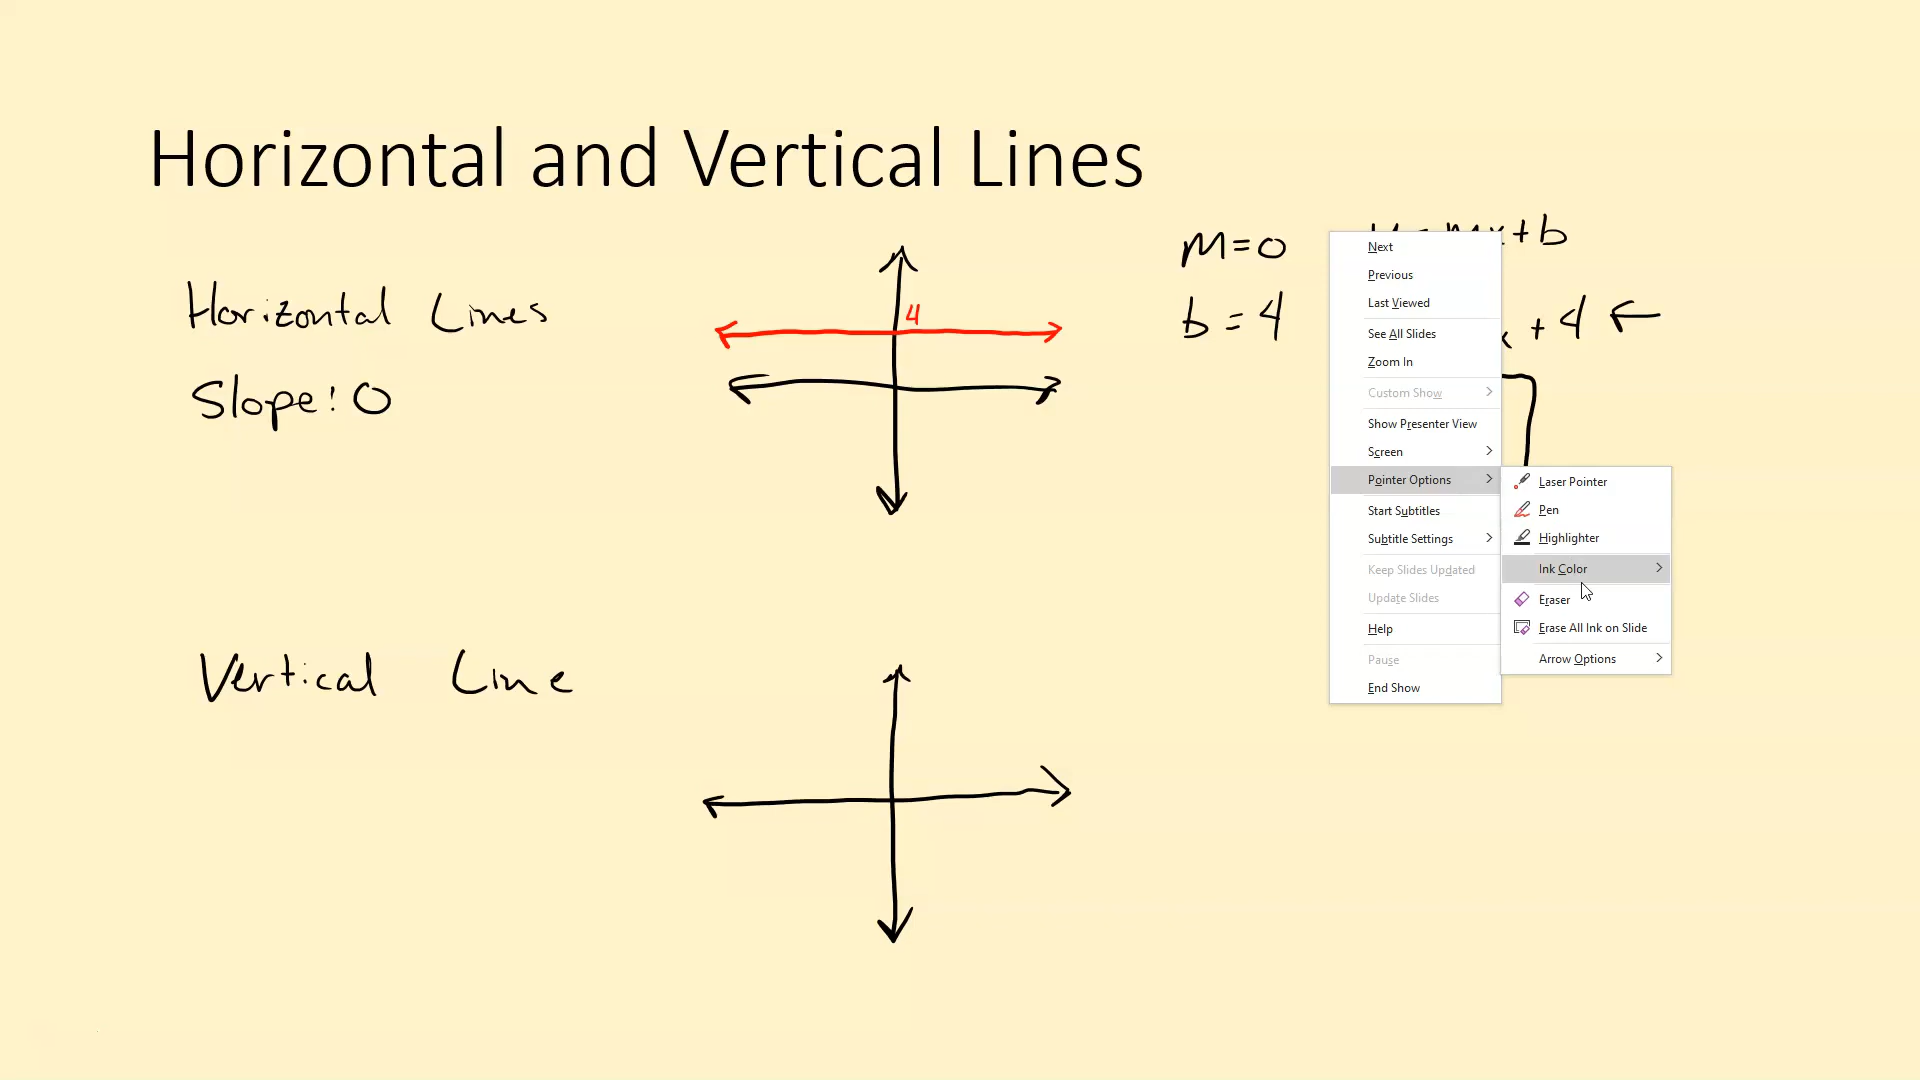 Horizontal and Vertical Lines
Horizontal Lines
Slope: 0
4
m=0
b = 4
+b
+ 4 ←
Next
Previous
Last Viewed
See All Slides
Zoom In
Custom Show
Show Presenter View
Screen
Pointer Options
Start Subtitles
Subtitle Settings
Keep Slides Updated
Update Slides
Help
Pause
End Show
Laser Pointer
Pen
Highlighter
Ink Color
Eraser
Erase All Ink on Slide
Arrow Options
Vertical Line